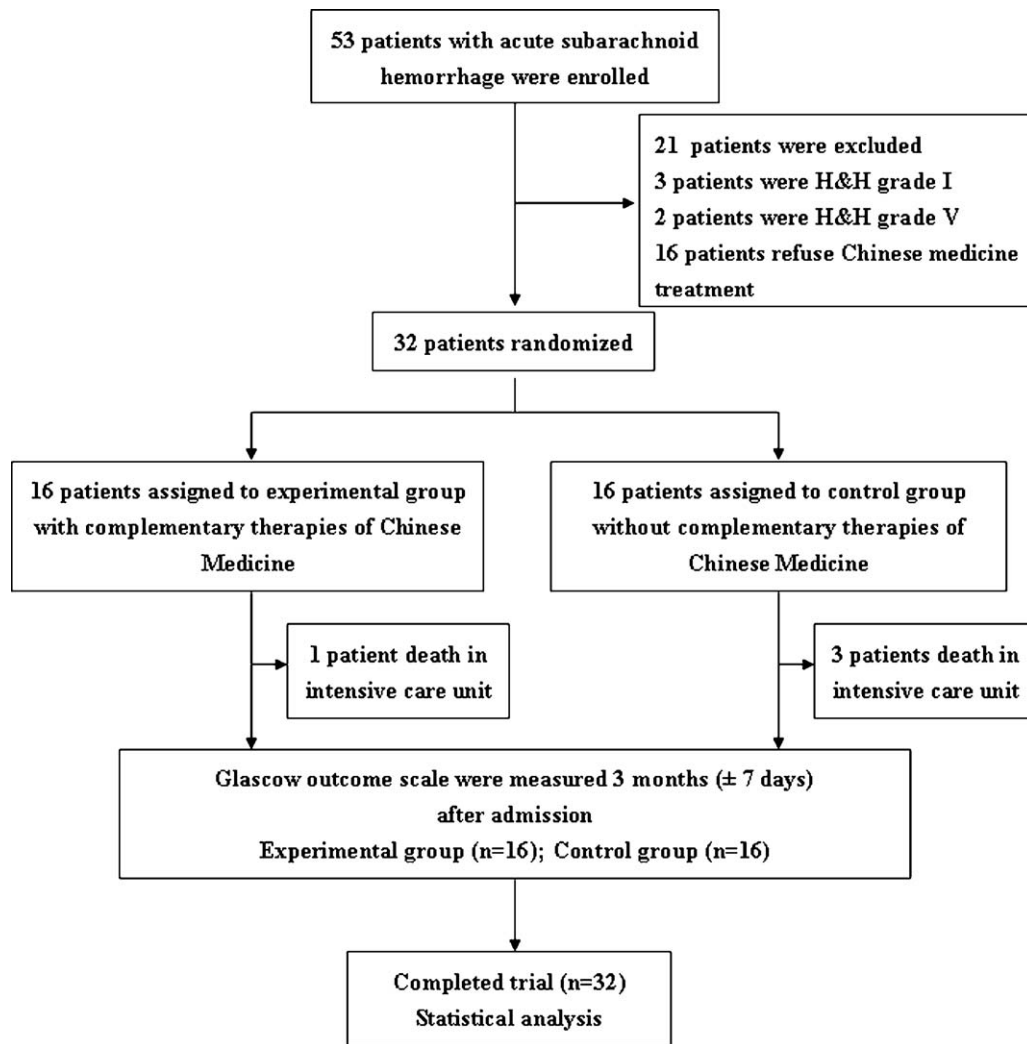 53 patients with acute subarachnoid
hemorrhage were enrolled
21 patients were excluded
3 patients were H&H grade I
2 patients were H&H grade V
16 patients refuse Chinese medicine
treatment
32 patients randomized
16 patients assigned to experimental group
with complementary therapies of Chinese
Medicine
16 patients assigned to control group
without complementary therapies of
Chinese Medicine
1 patient death in
intensive care unit
3 patients death in
intensive care unit
Glascow outcome scale were measured 3 months (± 7 days)
after admission
Experimental group (n=16); Control group (n=16)
Completed trial (n=32)
Statistical analysis